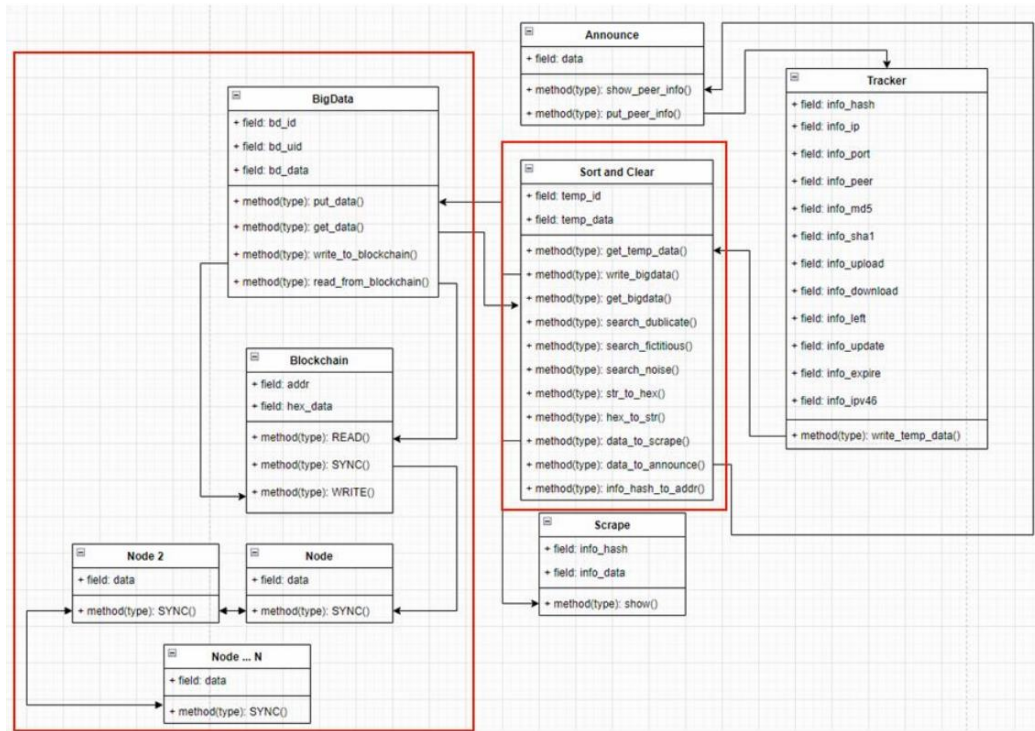 Announce
+ field: data
+ method(type): show_peer_info()
+ method(type): put_peer_info()
Tracker
+ field: info_hash
+ field: info_ip
+ field: info_port
+ field: info_peer
+ field: info_md5
+ field: info_sha1
+ field: info_upload
+ field: info_download
+ field: info_left
+ field: info_update
+ field: info_expire
+ field: info_ipv46
+ method(type): write_temp_data()
BigData
+ field: bd_id
+ field: bd_uid
+ field: bd_data
+ method(type): put_data()
+ method(type): get_data()
+ method(type): write_to_blockchain()
+ method(type): read_from_blockchain()
Sort and Clear
+ field: temp_id
+ field: temp_data
+ method(type): get_temp_data()
+ method(type): write_bigdata()
+ method(type): get_bigdata()
+ method(type): search_dublicate()
+ method(type): search_fictitious()
+ method(type): search_noise()
+ method(type): str_to_hex()
+ method(type): hex_to_str()
+ method(type): data_to_scrape()
+ method(type): data_to_announce()
+ method(type): info_hash_to_addr()
Blockchain
+ field: addr
+ field: hex_data
+ method(type): READ()
+ method(type): SYNC()
+ method(type): WRITE()
Scrape
+ field: info_hash
+ field: info_data
+ method(type): show()
Node 2
+ field: data
+ method(type): SYNC()
Node
+ field: data
+ method(type): SYNC()
Node ... N
+ field: data
+ method(type): SYNC()